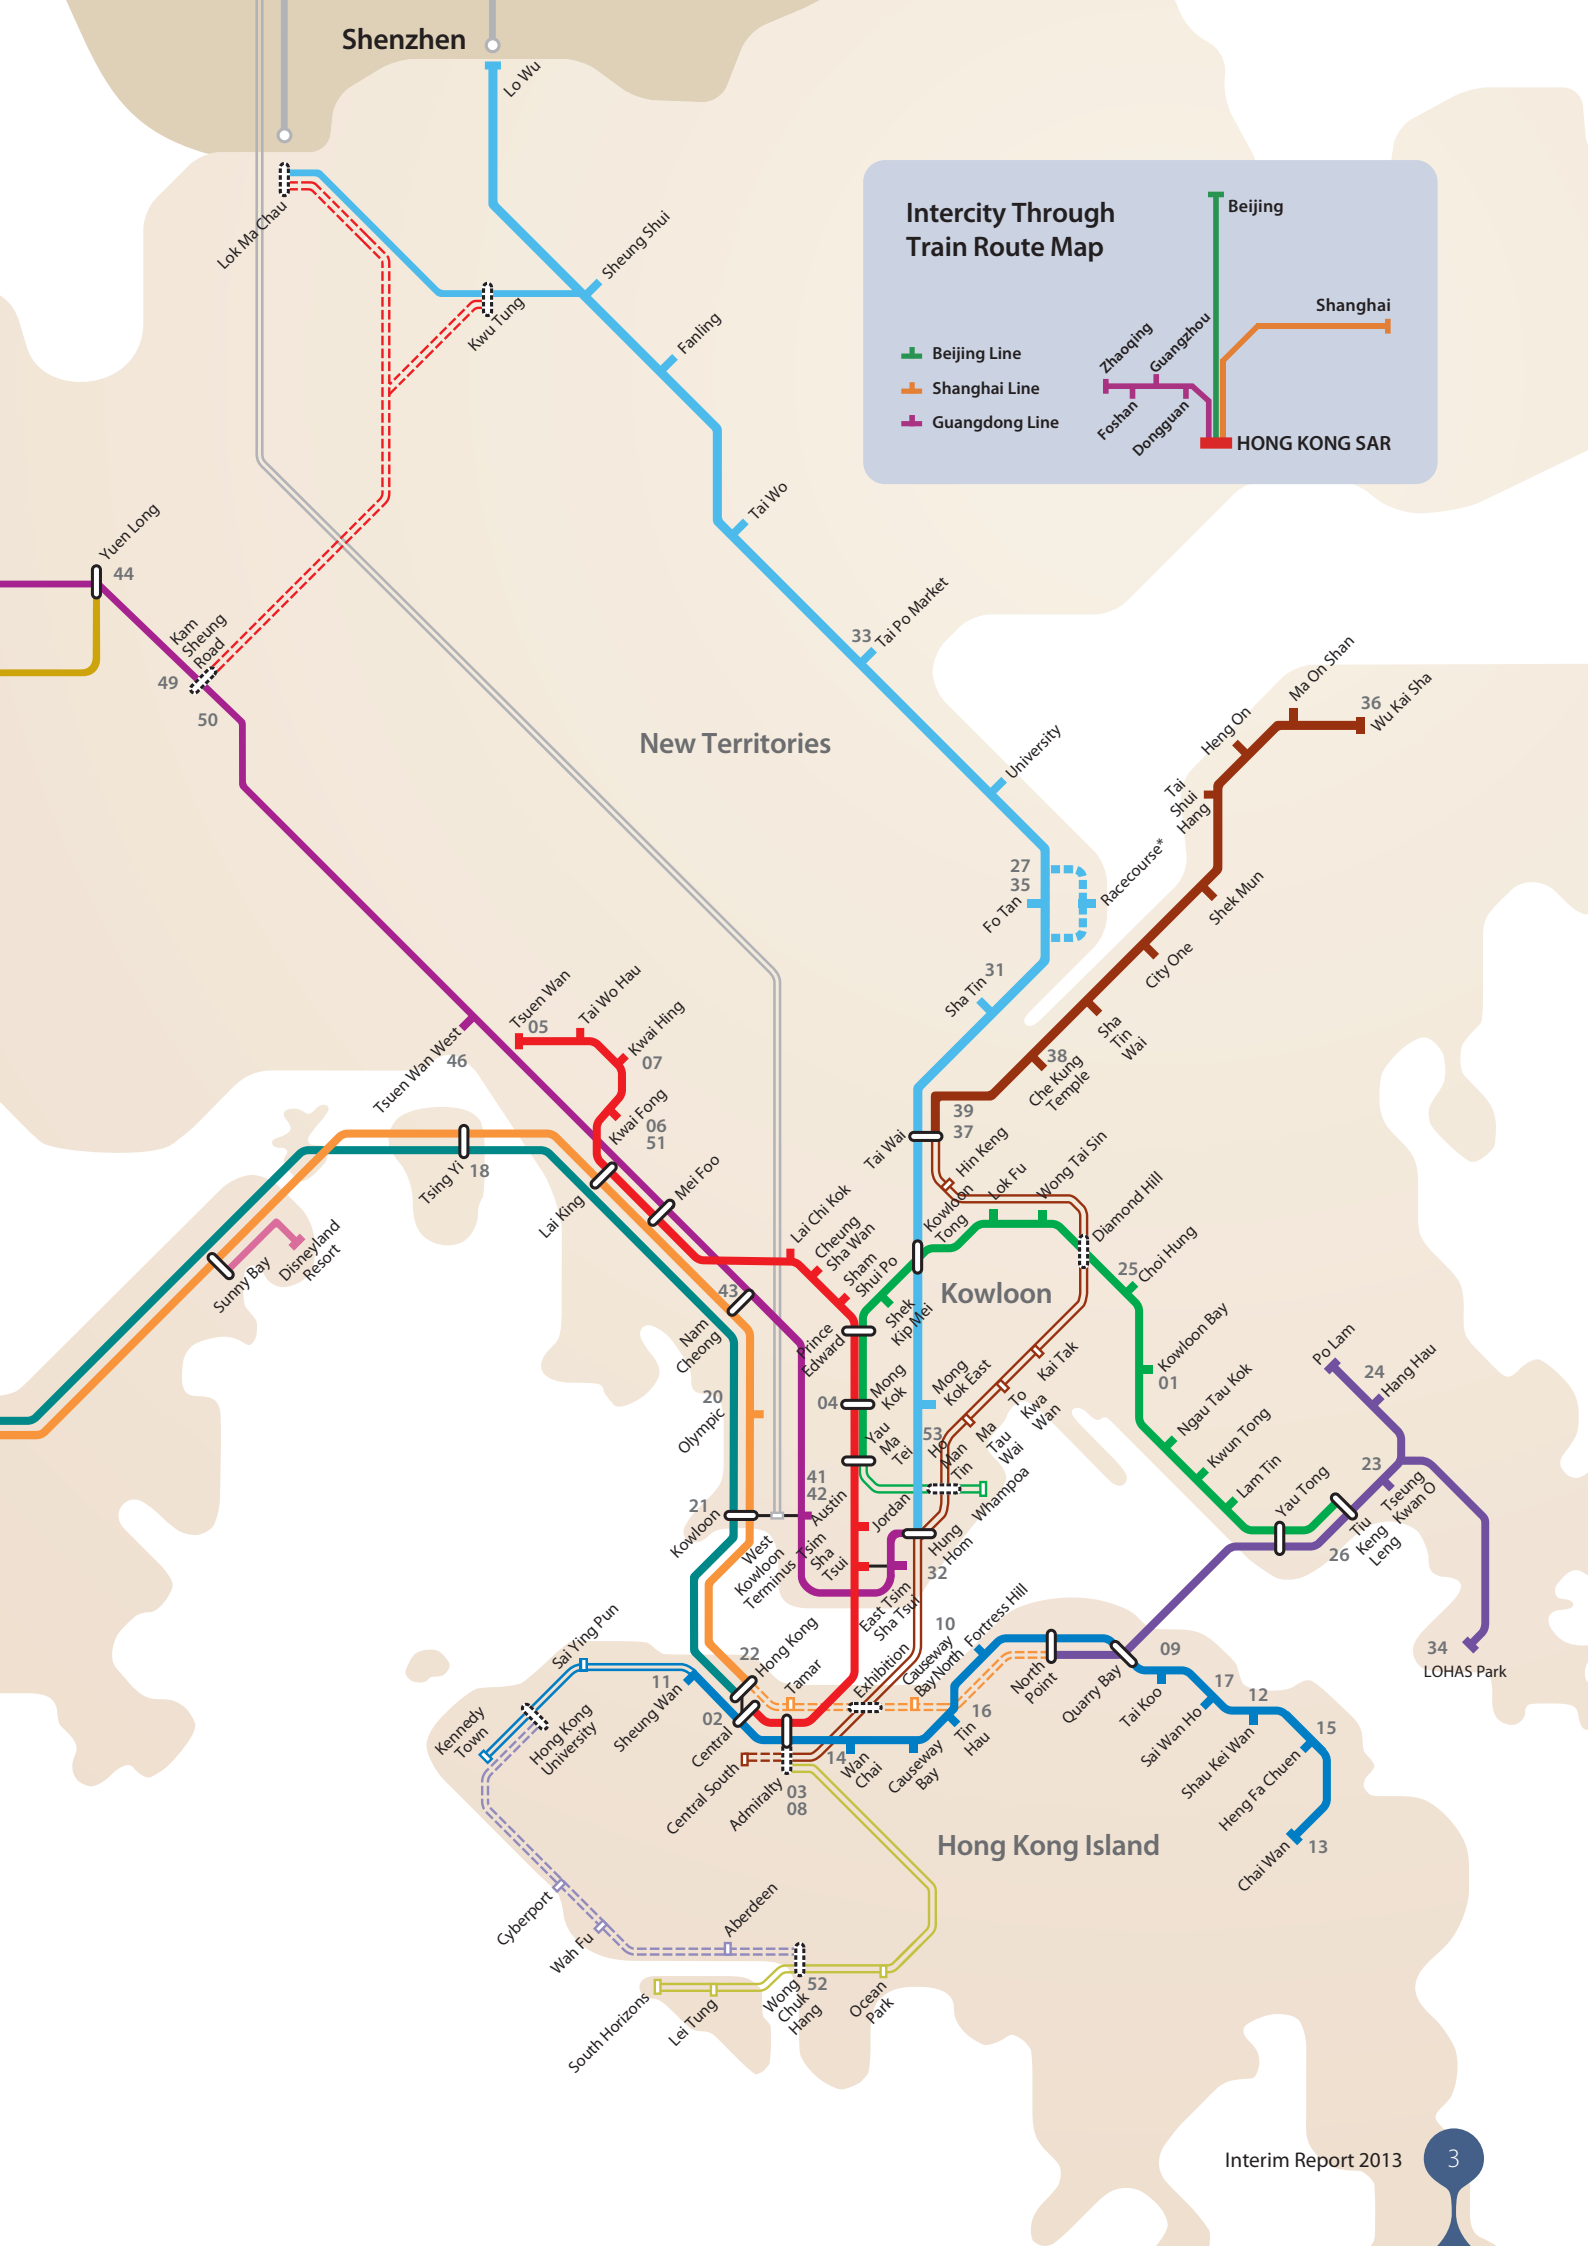 Shenzhen
Lo Wu
Lok Ma Chau
Sheung Shui
Kwu Tung
Fanling
Intercity Through
Train Route Map
Beijing
Shanghai
Zhaoqing
Guangzhou
Foshan
Dongguan
HONG KONG SAR
Beijing Line
Shanghai Line
Guangdong Line
Tai Wo
Yuen Long
44
Kam
Sheung
Road
49
50
33
Tai Po Market
New Territories
University
Ma On Shan
36
Wu Kai Sha
Heng On
Tai
Shui
Hang
27
35
Fo Tan
Racecourse*
Shek Mun
City One
Sha Tin
31
Sha
Tin
Wai
38
Che Kung
Temple
Tsuen Wan
05
Tai Wo Hau
Kwai Hing
07
Tsuen Wan West
46
Kwai Fong
06
51
39
37
Tai Wai
Hin Keng
Tsing Yi
18
Lai King
Mei Foo
Lai Chi Kok
Cheung
Sha Wan
Sham
Shui Po
Kowloon
Tong
Lok Fu
Wong Tai Sin
Diamond Hill
25
Choi Hung
Sunny Bay
Disneyland
Resort
43
Nam
Cheong
Kowloon
Shek
Kip Mei
Prince
Edward
Kowloon Bay
01
Po Lam
24
Hang Hau
20
Olympic
04
Mong
Kok
Mong
Kok East
Kai Tak
To
Kwa
Wan
Ma
Tau
Wai
Ngau Tau Kok
Kwun Tong
Lam Tin
Yau
Ma
Tei
53
Ho
Man
Tin
Whampoa
41
42
Austin
Jordan
21
Kowloon
West
Kowloon
Terminus
Tsim
Sha
Tsui
Hung
Hom
32
East Tsim
Sha Tsui
Yau Tong
23
Tseung
Kwan O
Tiu
Keng
Leng
26
34
LOHAS Park
Sai Ying Pun
11
Sheung Wan
22
Hong Kong
Tamar
Exhibition
10
Causeway
Bay North
Fortress Hill
North
Point
Quarry Bay
09
Tai Koo
17
Sai Wan Ho
12
Shau Kei Wan
15
Heng Fa Chuen
Chai Wan
13
Kennedy
Town
Hong Kong
University
02
Central
Central South
Admiralty
03
08
14
Wan
Chai
Causeway
Bay
16
Tin
Hau
Hong Kong Island
Cyberport
Wah Fu
Aberdeen
South Horizons
Lei Tung
Wong
Chuk
Hang
52
Ocean
Park
Interim Report 2013
3